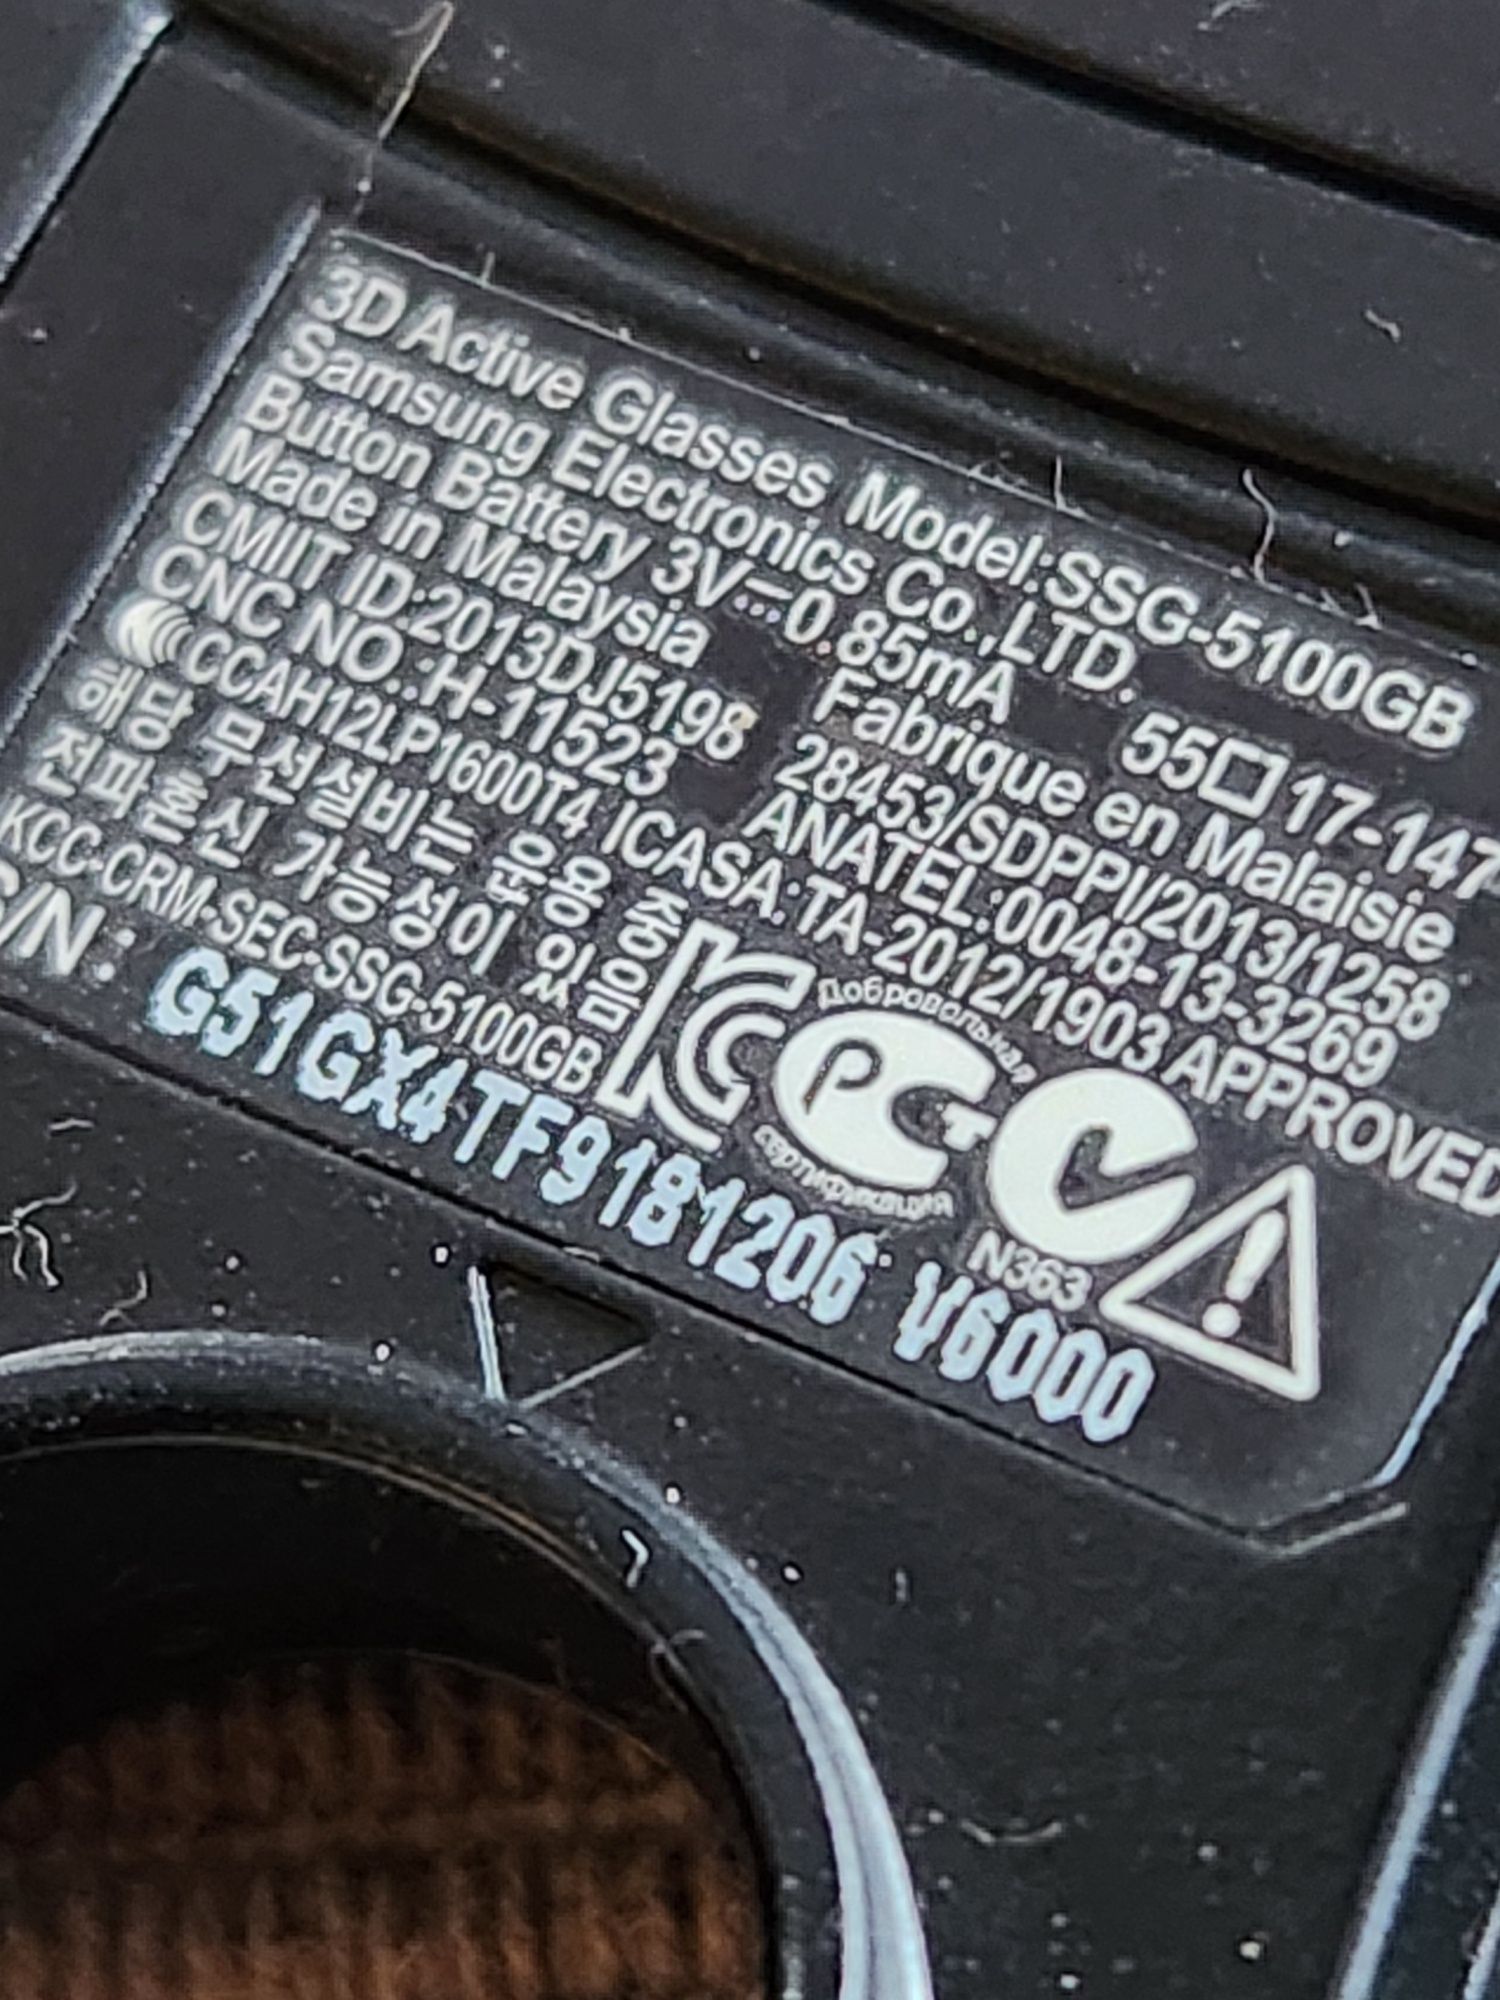 3D Active Glasses Model:SSG-5100GB
Samsung Electronics Co.,LTD.
Button Battery 3V⎓0.85mA 55□17-147
Made in Malaysia Fabrique en Malaisie
CMIIT ID:2013DJ5198 28453/SDPPI/2013/1258
CNC NO.:H-11523 ANATEL:0048-13-3269
CCAH12LP1600T4 ICASA:TA-2012/1903 APPROVED
해당 무선설비는 운용 중
전파혼신 가능성이 있음
KCC-CRM-SEC-SSG-5100GB
Добровольная
сертификация
N363
S/N : G51GX4TF9181206 V6000